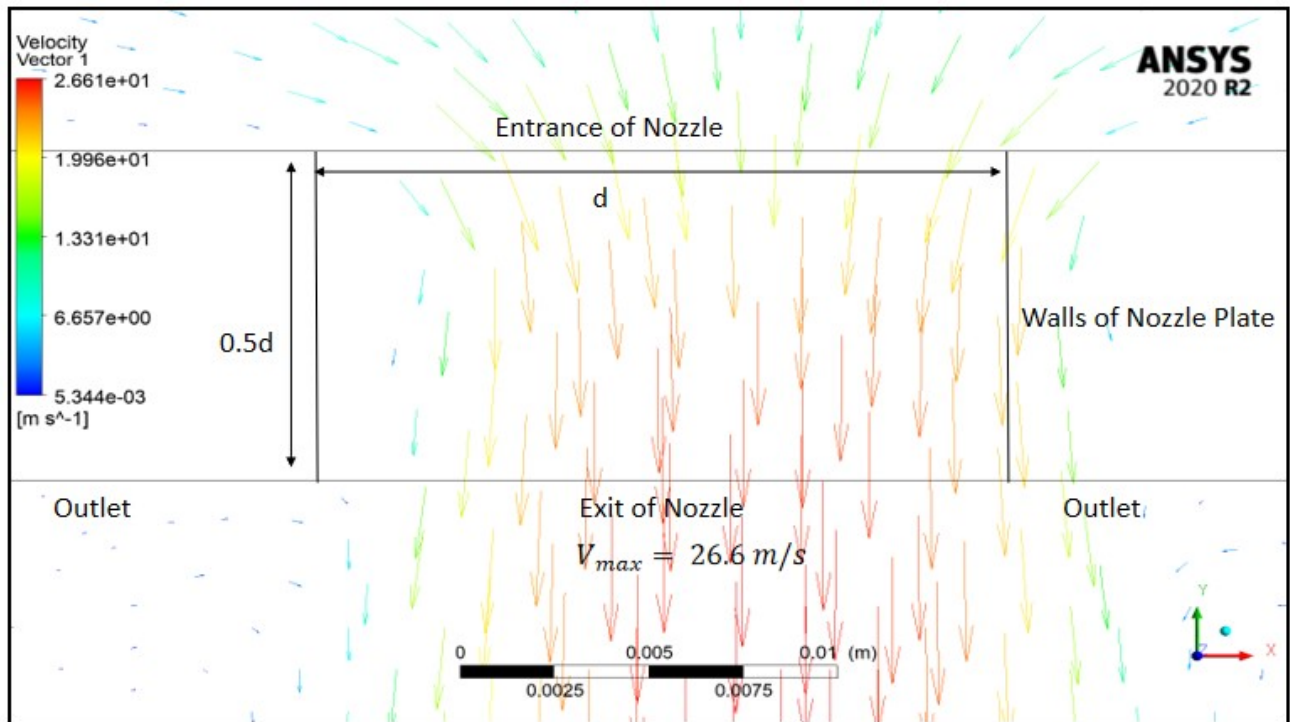 Velocity
Vector 1
2.661e+01
1.996e+01
1.331e+01
6.657e+00
5.344e-03
[m s^-1]
ANSYS
2020 R2
Entrance of Nozzle
d
0.5d
Walls of Nozzle Plate
Outlet
Exit of Nozzle
Outlet
V_max = 26.6 m/s
0 0.005 0.01 (m)
0.0025 0.0075
Y
X
Z